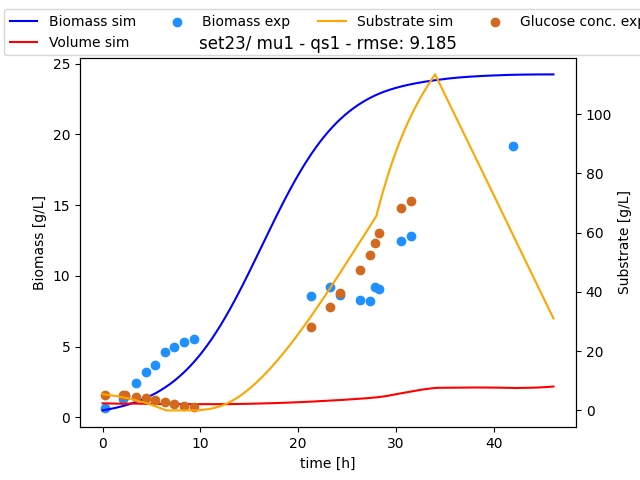 Biomass sim Biomass exp Substrate sim Glucose conc. exp
Volume sim
set23/ mu1 - qs1 - rmse: 9.185
25
20
15
10
5
0
Biomass [g/L]
100
80
60
40
20
0
Substrate [g/L]
0 10 20 30 40
time [h]